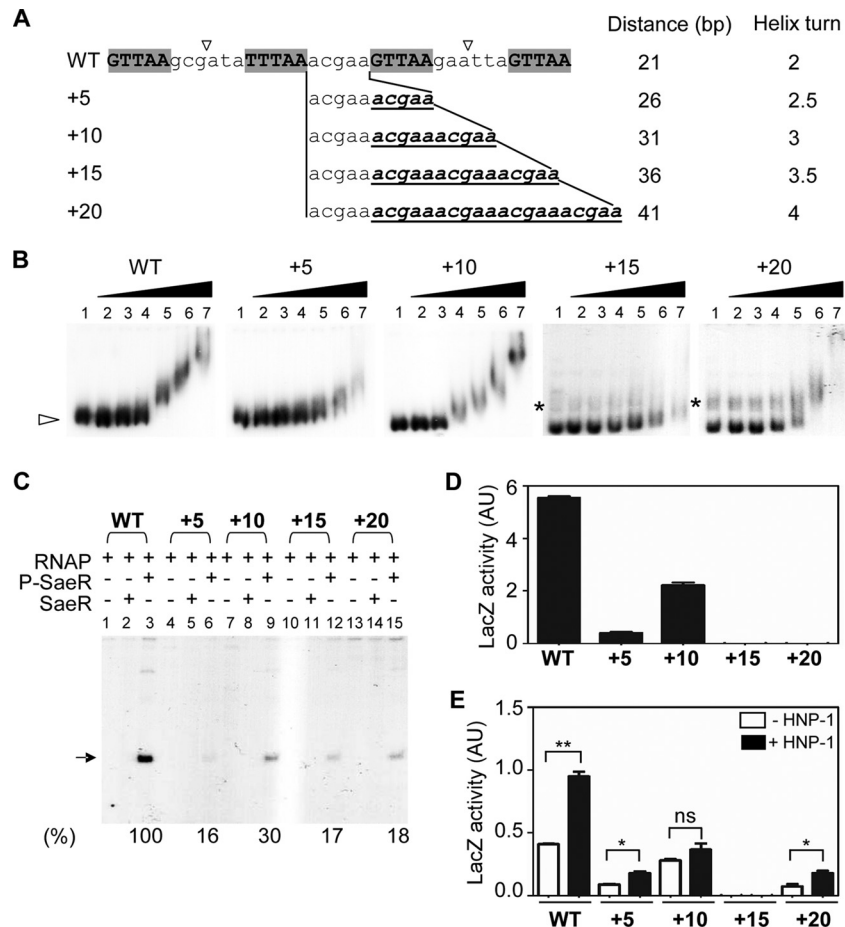 A
Distance (bp) Helix turn
WT GTTAAgcgataTTTAAacgaaGTTAAgaattaGTTAA 21 2
+5 acgaaacgaa 26 2.5
+10 acgaaacgaaacgaa 31 3
+15 acgaaacgaaacgaaacgaa 36 3.5
+20 acgaaacgaaacgaaacgaaacgaa 41 4
B
WT +5 +10 +15 +20
1 2 3 4 5 6 7 1 2 3 4 5 6 7 1 2 3 4 5 6 7 1 2 3 4 5 6 7 1 2 3 4 5 6 7
* *
C
WT +5 +10 +15 +20
RNAP + + + + + + + + + + + + + + +
P-SaeR - - + - - + - - + - - + - - +
SaeR - + - - + - - + - - + - - + -
1 2 3 4 5 6 7 8 9 10 11 12 13 14 15
(%) 100 16 30 17 18
D
LacZ activity (AU)
6
4
2
0
WT +5 +10 +15 +20
E
LacZ activity (AU)
1.5
1.0
0.5
0.0
- HNP-1
+ HNP-1
** * ns *
WT +5 +10 +15 +20